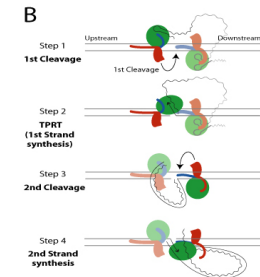 B
Upstream
Downstream
Step 1
1st Cleavage
1st Cleavage
Step 2
TPRT
(1st Strand
synthesis)
Step 3
2nd Cleavage
Step 4
2nd Strand
synthesis